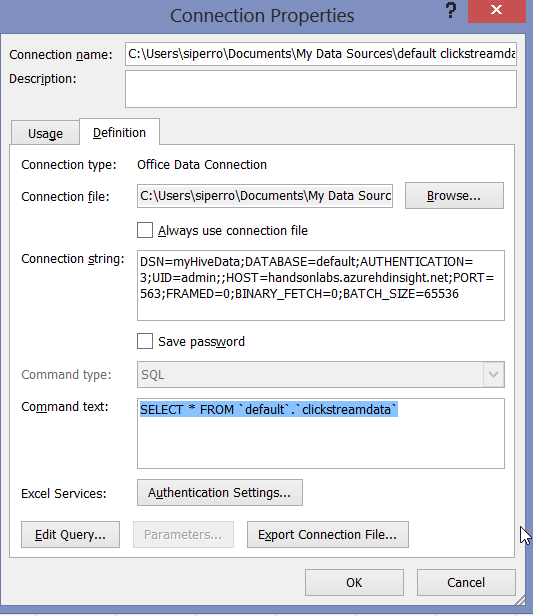 Connection Properties
?
Connection name: C:\Users\siperro\Documents\My Data Sources\default clickstreamda
Description:
Usage Definition
Connection type: Office Data Connection
Connection file: C:\Users\siperro\Documents\My Data Sourc Browse...
Always use connection file
Connection string: DSN=myHiveData;DATABASE=default;AUTHENTICATION=
3;UID=admin;;HOST=handsonlabs.azurehdinsight.net;PORT=
563;FRAMED=0;BINARY_FETCH=0;BATCH_SIZE=65536
Save password
Command type: SQL
Command text: SELECT * FROM `default`.`clickstreamdata`
Excel Services: Authentication Settings...
Edit Query... Parameters... Export Connection File...
OK Cancel